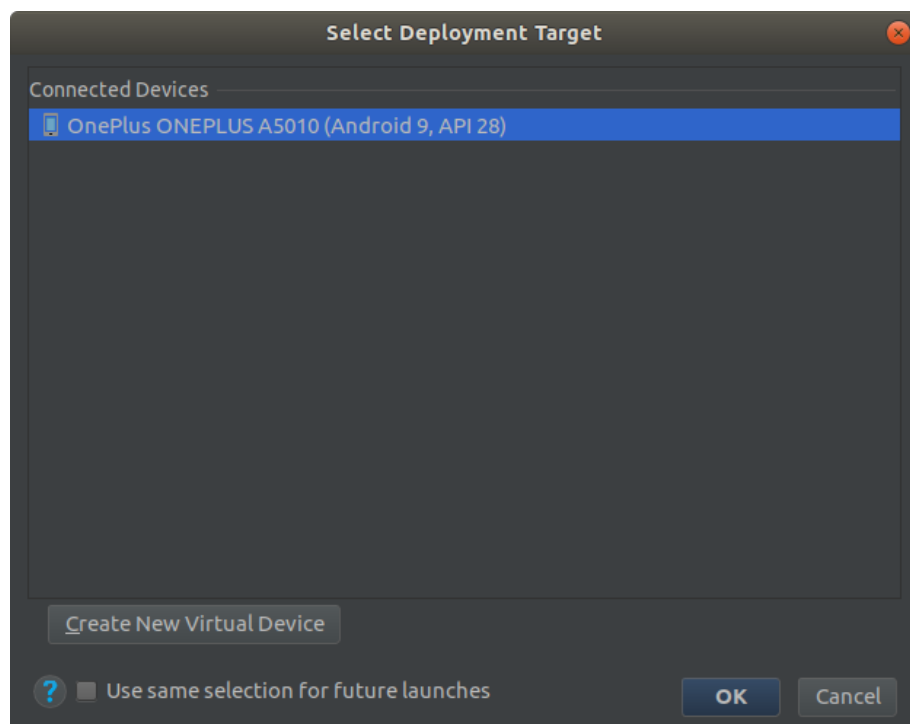 Select Deployment Target
Connected Devices
OnePlus ONEPLUS A5010 (Android 9, API 28)
Create New Virtual Device
? Use same selection for future launches
OK Cancel